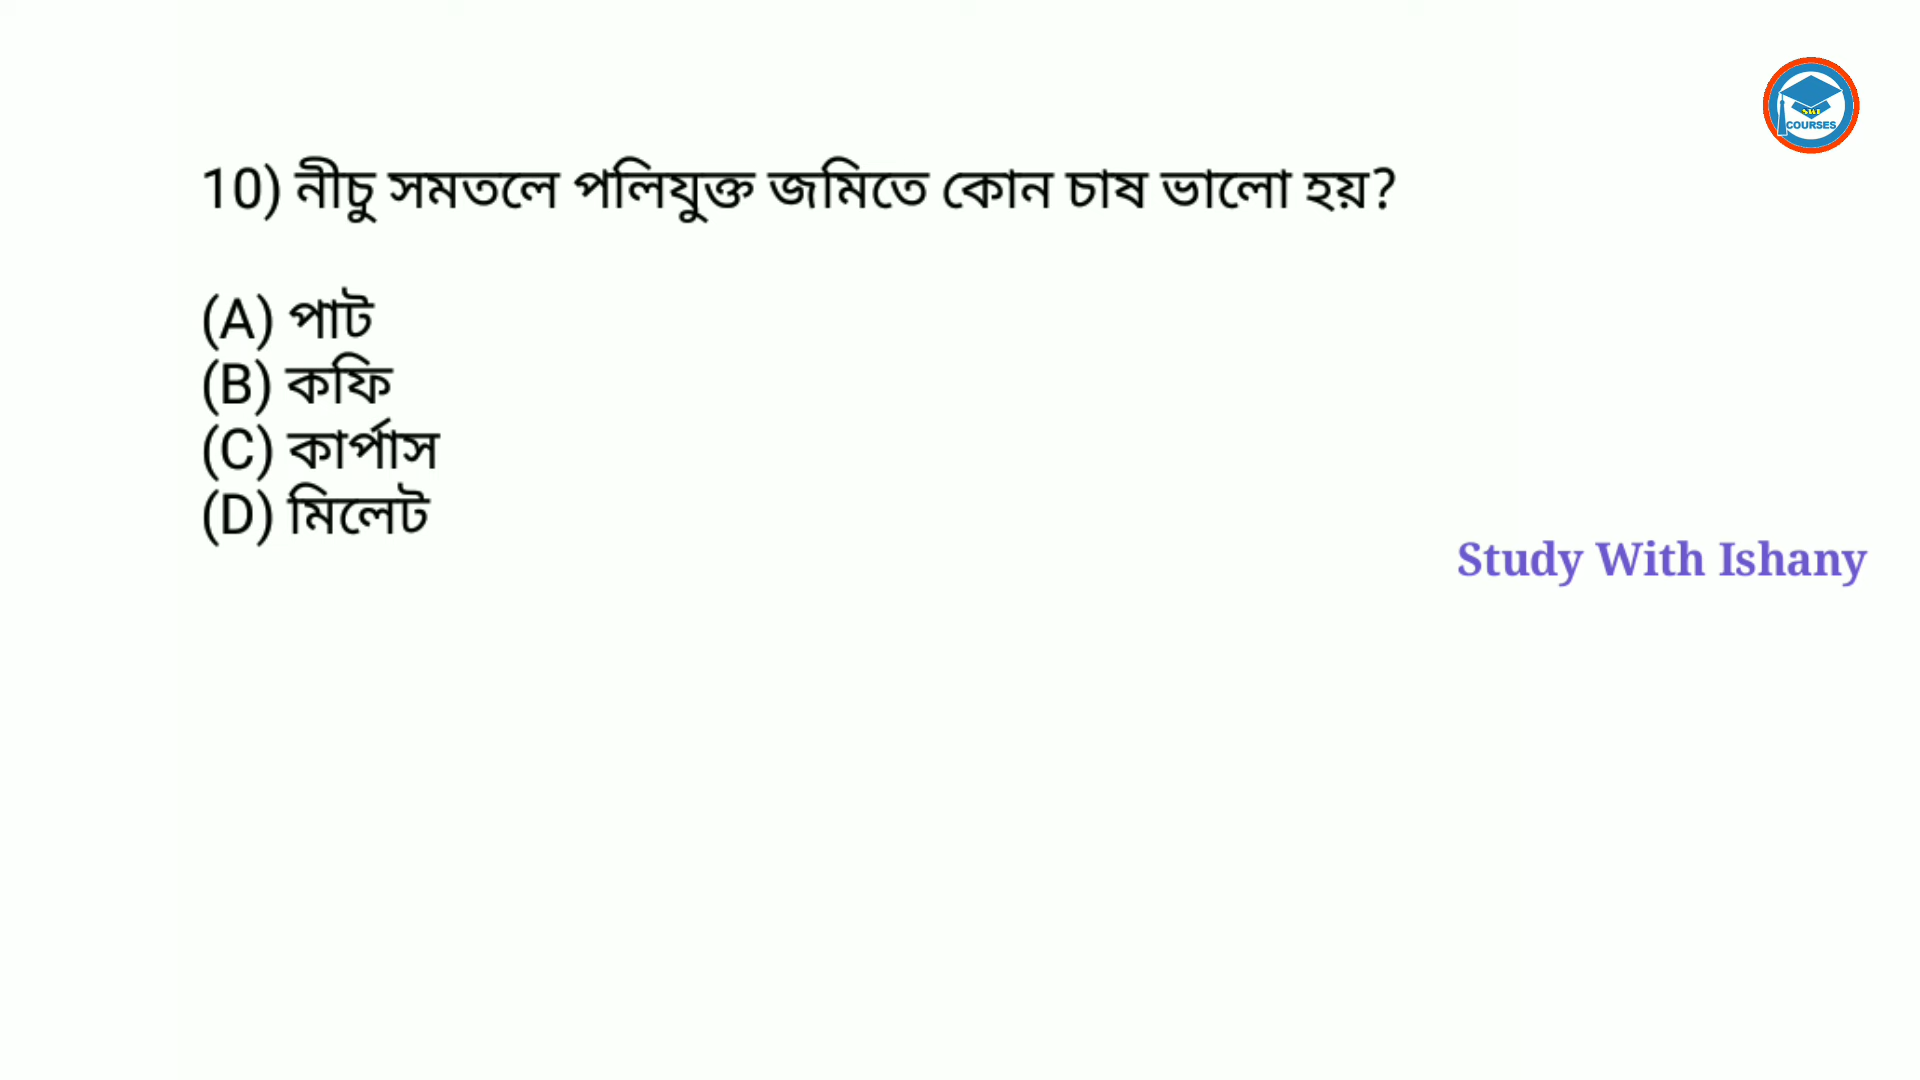 COURSES
10) নীচু সমতলে পলিযুক্ত জমিতে কোন চাষ ভালো হয়?
(A) পাট
(B) কফি
(C) কার্পাস
(D) মিলেট
Study With Ishany